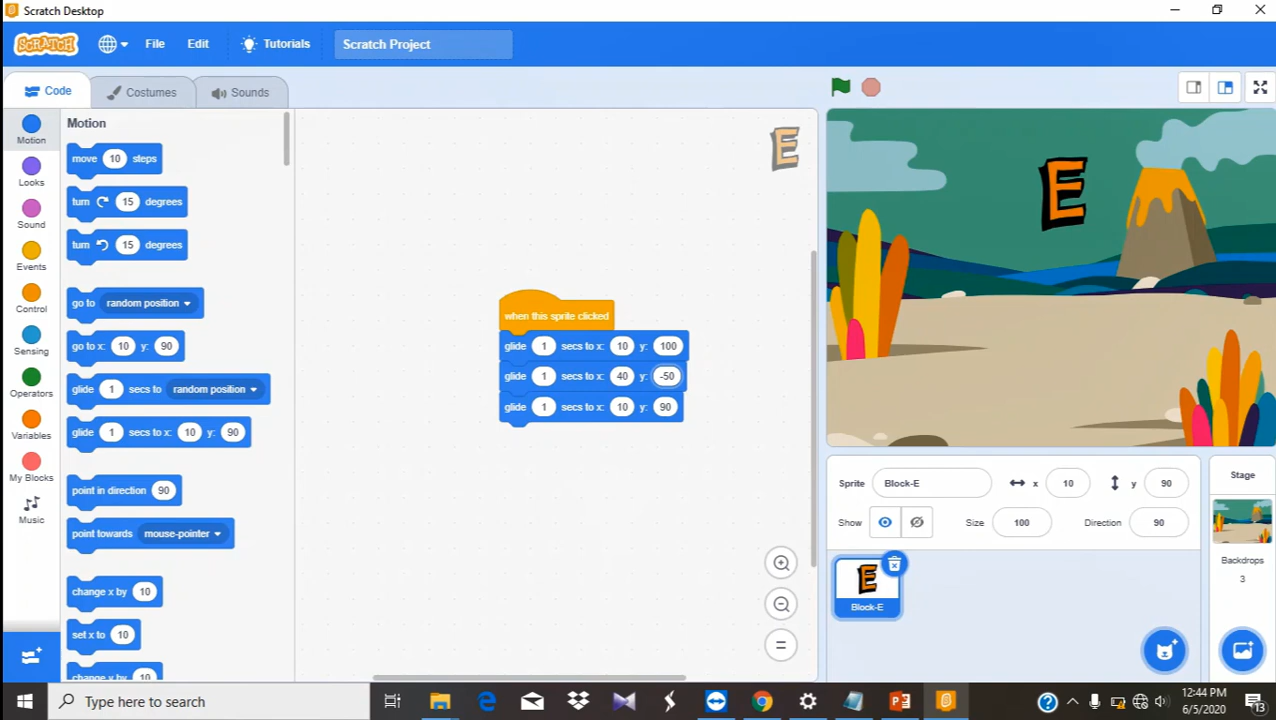 Scratch Desktop
SCRATCH File Edit Tutorials Scratch Project
Code Costumes Sounds
Motion
Looks
Sound
Events
Control
Sensing
Operators
Variables
My Blocks
Music
Motion
move 10 steps
turn 15 degrees
turn 15 degrees
go to random position
go to x: 10 y: 90
glide 1 secs to random position
glide 1 secs to x: 10 y: 90
point in direction 90
point towards mouse-pointer
change x by 10
set x to 10
change y by 10
E
when this sprite clicked
glide 1 secs to x: 10 y: 100
glide 1 secs to x: 40 y: -50
glide 1 secs to x: 10 y: 90
E
Sprite Block-E x 10 y 90
Show Size 100 Direction 90
E
Block-E
Stage
Backdrops
3
Type here to search
12:44 PM
6/5/2020
13